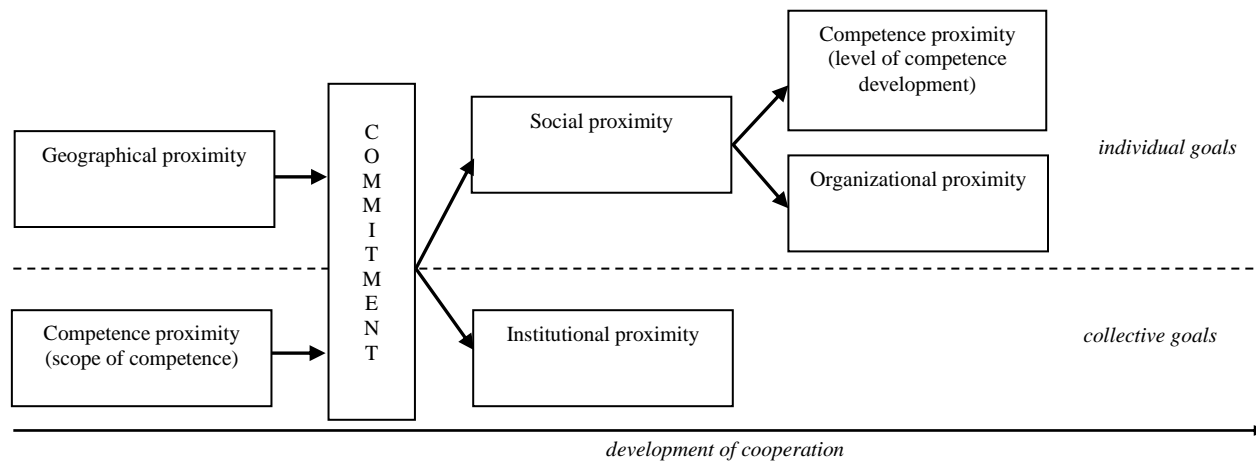 Geographical proximity
Competence proximity
(scope of competence)
C
O
M
M
I
T
M
E
N
T
Social proximity
Institutional proximity
Competence proximity
(level of competence
development)
Organizational proximity
individual goals
collective goals
development of cooperation